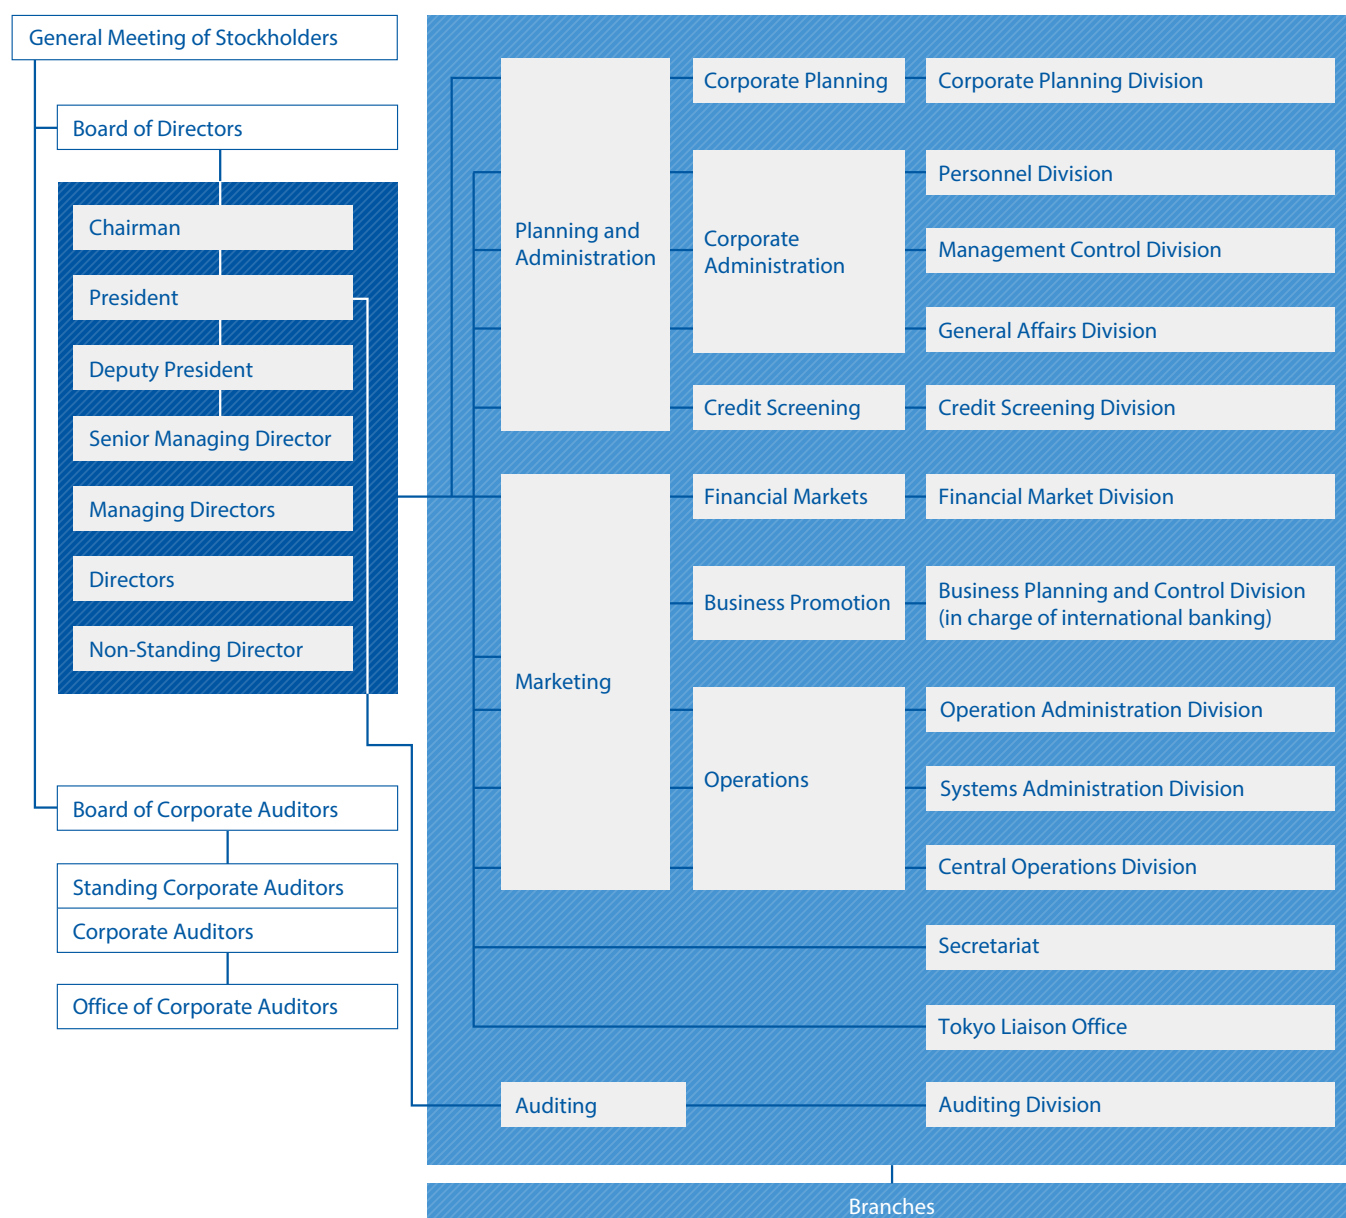 General Meeting of Stockholders
Board of Directors
Chairman
President
Deputy President
Senior Managing Director
Managing Directors
Directors
Non-Standing Director
Board of Corporate Auditors
Standing Corporate Auditors
Corporate Auditors
Office of Corporate Auditors
Planning and
Administration
Corporate Planning
Corporate Planning Division
Corporate
Administration
Personnel Division
Management Control Division
General Affairs Division
Credit Screening
Credit Screening Division
Marketing
Financial Markets
Financial Market Division
Business Promotion
Business Planning and Control Division
(in charge of international banking)
Operations
Operation Administration Division
Systems Administration Division
Central Operations Division
Secretariat
Tokyo Liaison Office
Auditing
Auditing Division
Branches